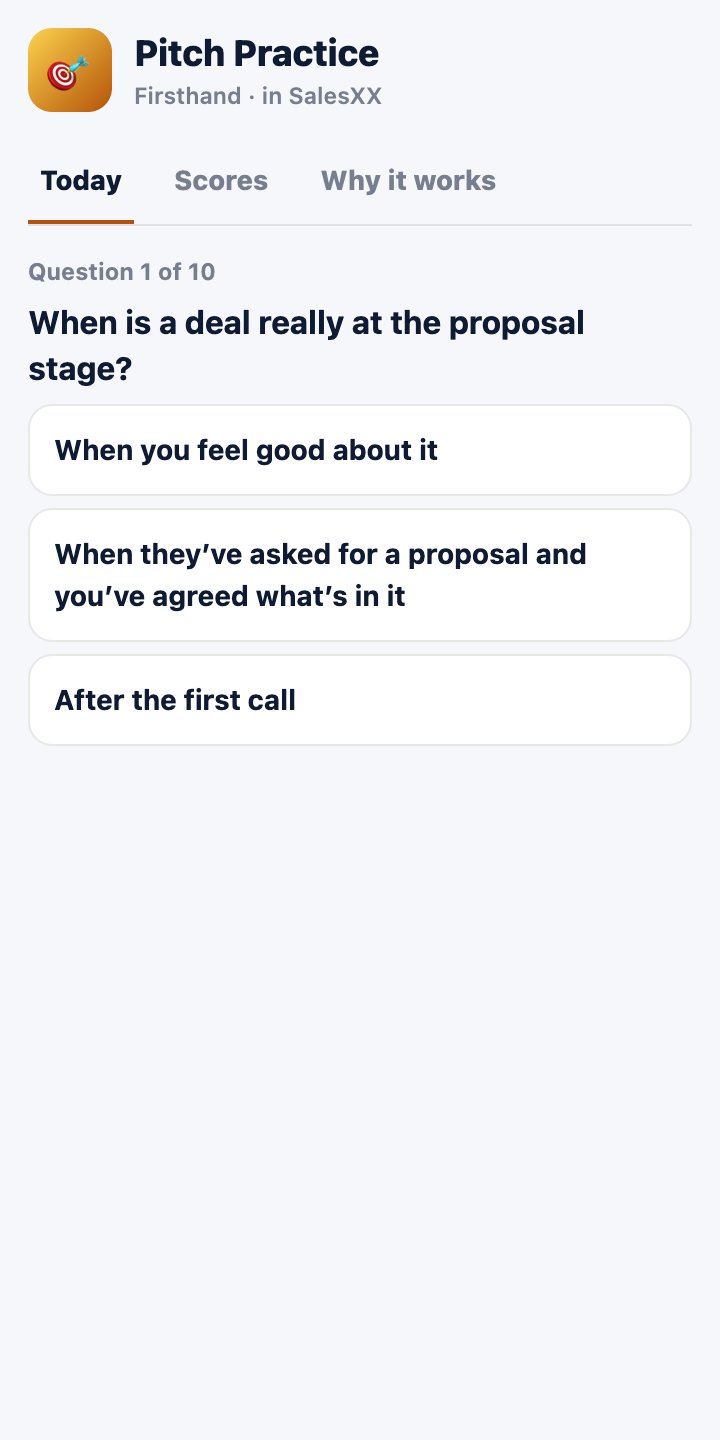 Pitch Practice
Firsthand · in SalesXX
Today
Scores
Why it works
Question 1 of 10
When is a deal really at the proposal
stage?
When you feel good about it
When they’ve asked for a proposal and
you’ve agreed what’s in it
After the first call